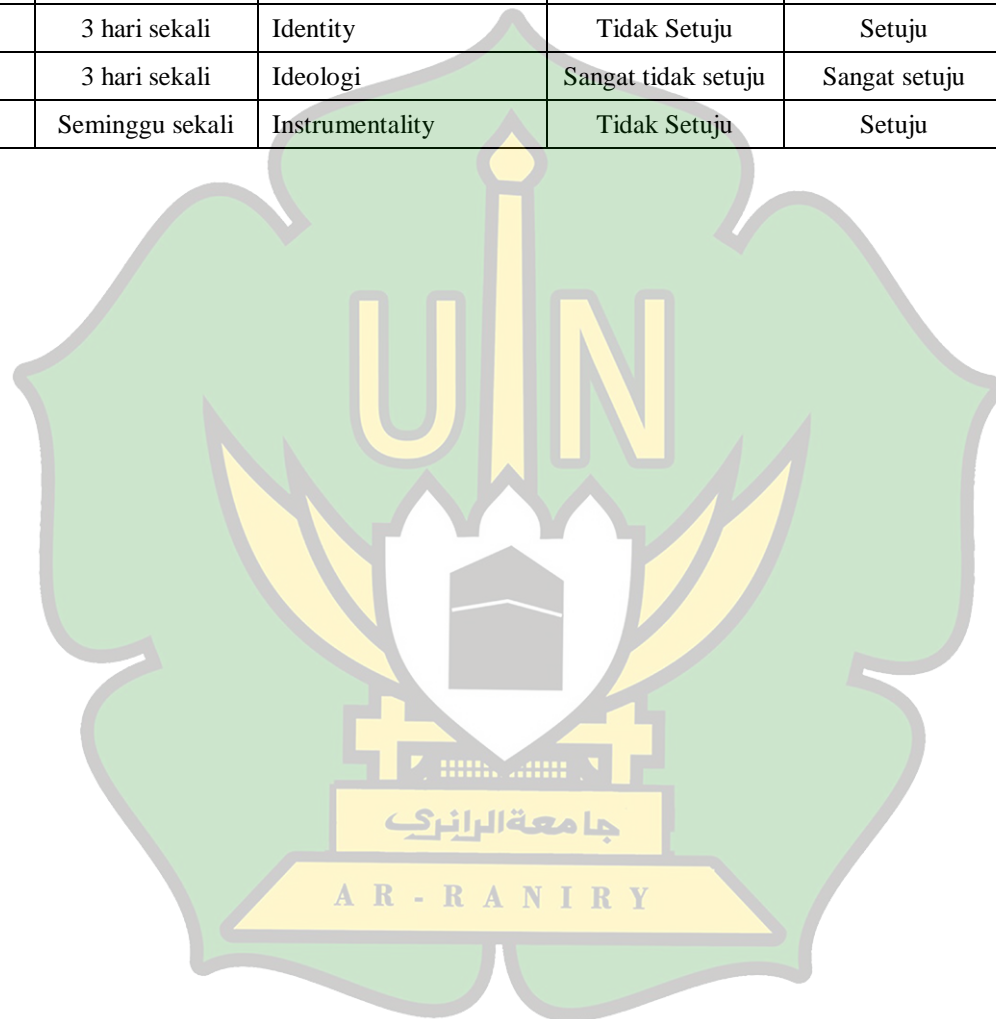 3 hari sekali Identity Tidak Setuju Setuju
3 hari sekali Ideologi Sangat tidak setuju Sangat setuju
Seminggu sekali Instrumentality Tidak Setuju Setuju
UIN
جامعة الرانري
AR-RANIRY